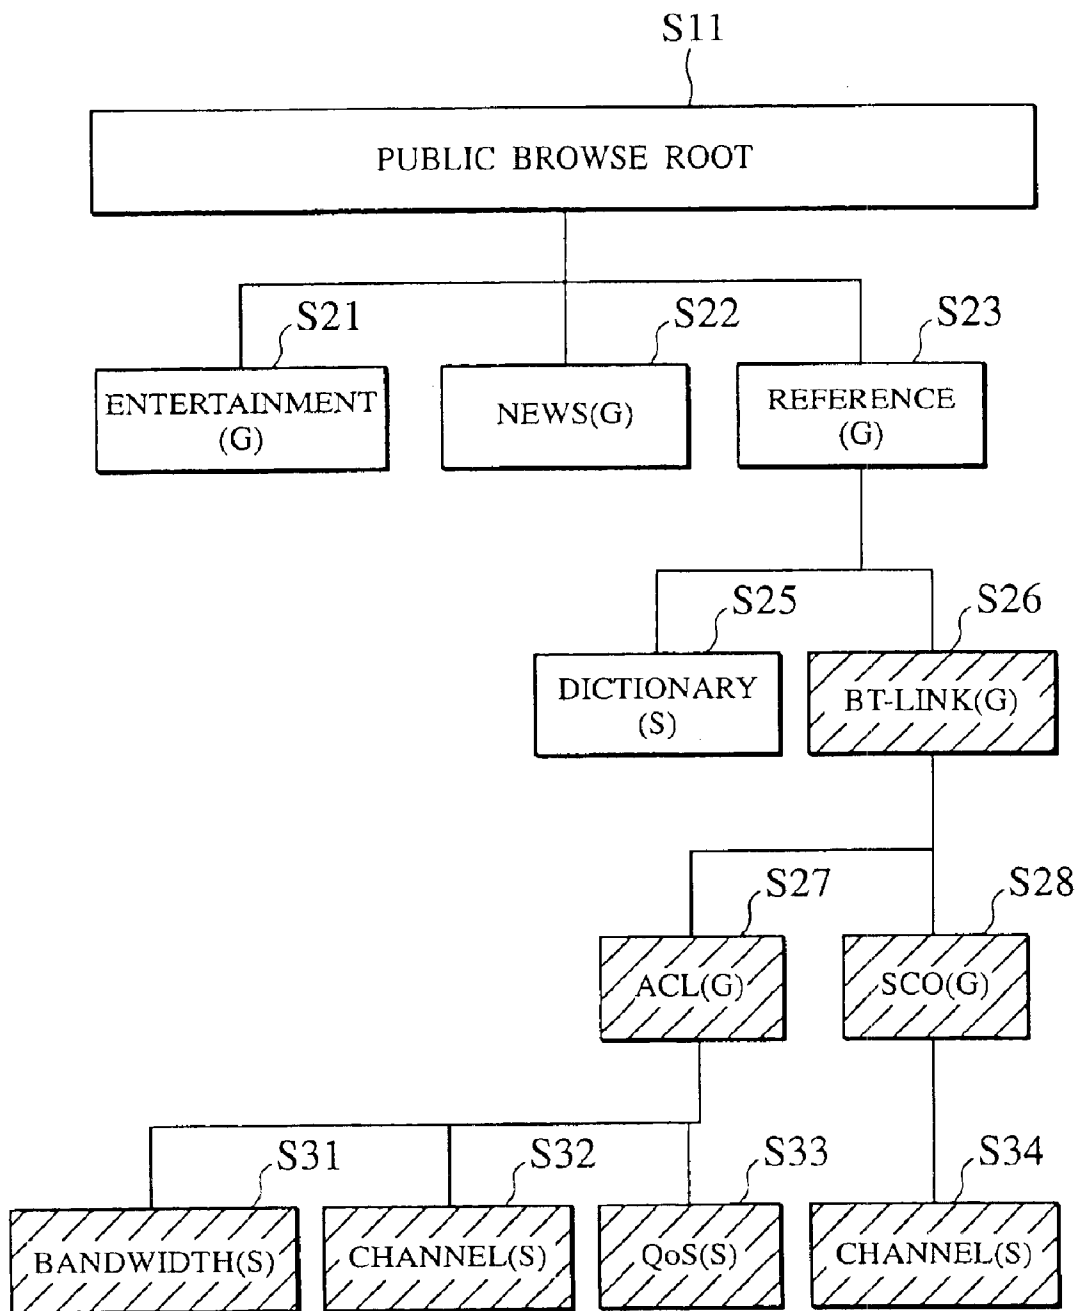 S11
PUBLIC BROWSE ROOT
S21
S22
S23
ENTERTAINMENT
(G)
NEWS(G)
REFERENCE
(G)
S25
S26
DICTIONARY
(S)
BT-LINK(G)
S27
S28
ACL(G)
SCO(G)
S31
S32
S33
S34
BANDWIDTH(S)
CHANNEL(S)
QoS(S)
CHANNEL(S)